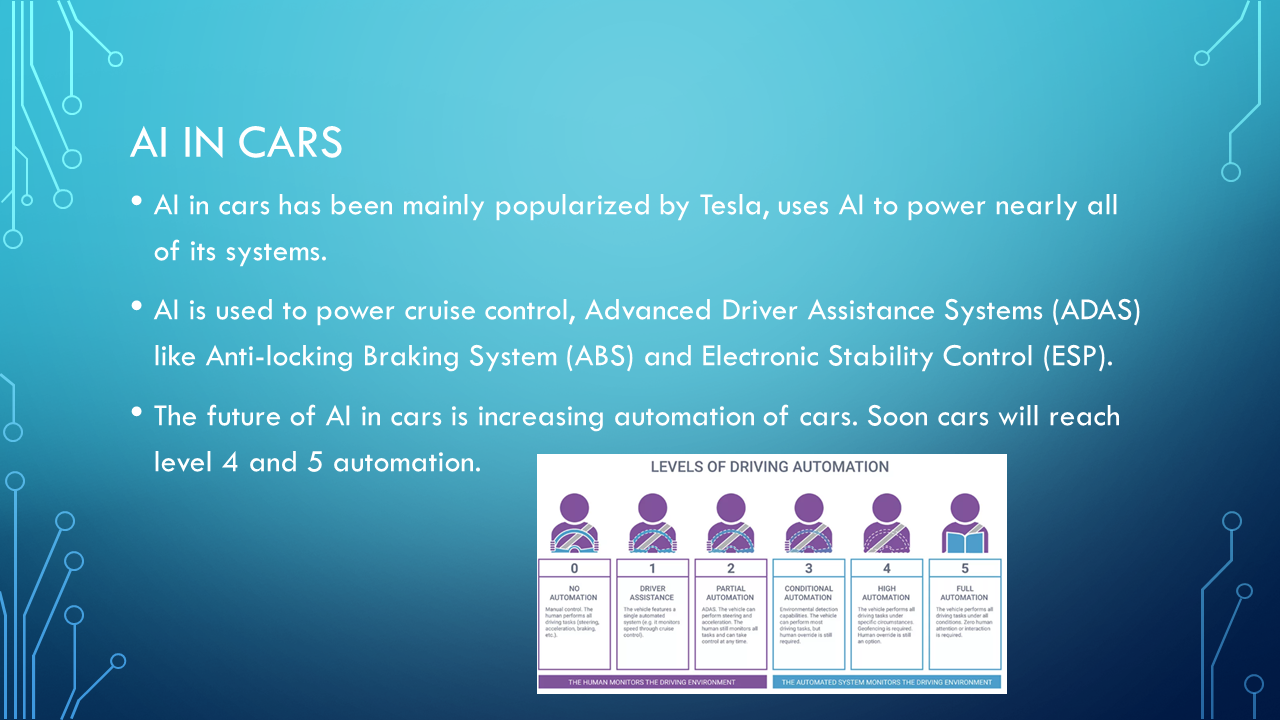 AI IN CARS
• AI in cars has been mainly popularized by Tesla, uses AI to power nearly all
of its systems.
• AI is used to power cruise control, Advanced Driver Assistance Systems (ADAS)
like Anti-locking Braking System (ABS) and Electronic Stability Control (ESP).
• The future of AI in cars is increasing automation of cars. Soon cars will reach
level 4 and 5 automation.
LEVELS OF DRIVING AUTOMATION
0
NO
AUTOMATION
Manual control. The
human performs all
driving tasks (steering,
acceleration, braking,
etc.).
1
DRIVER
ASSISTANCE
The vehicle features a
single automated
system (e.g. it monitors
speed through cruise
control).
2
PARTIAL
AUTOMATION
ADAS. The vehicle can
perform steering and
acceleration. The
human still monitors all
tasks and can take
control at any time.
3
CONDITIONAL
AUTOMATION
Environmental detection
capabilities. The vehicle
can perform most
driving tasks, but
human override is still
required.
4
HIGH
AUTOMATION
The vehicle performs all
driving tasks under
specific circumstances.
Geofencing is required.
Human override is still
an option.
5
FULL
AUTOMATION
The vehicle performs all
driving tasks under all
conditions. Zero human
attention or interaction
is required.
THE HUMAN MONITORS THE DRIVING ENVIRONMENT
THE AUTOMATED SYSTEM MONITORS THE DRIVING ENVIRONMENT